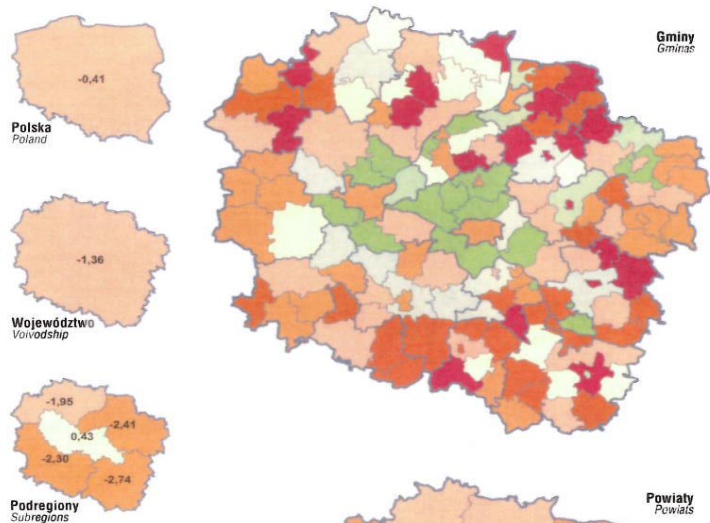 -0,41
Polska
Poland
Gminy
Gminas
-1,36
Województwo
Voivodship
-1,95
-2,41
0,43
-2,30
-2,74
Podregiony
Subregions
Powiaty
Powiats